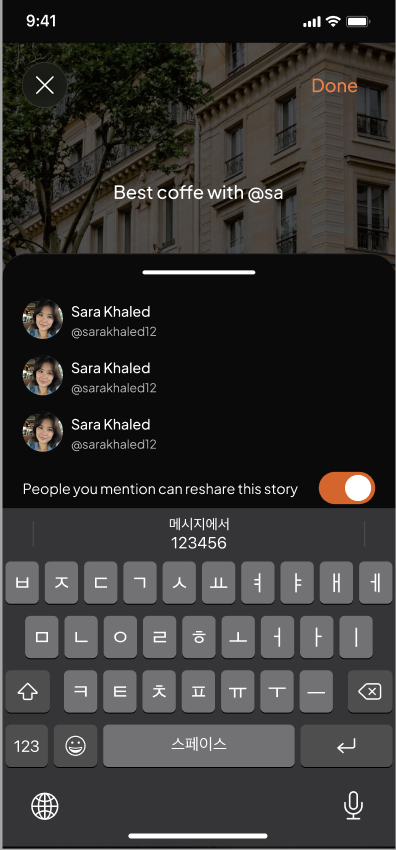 9:41
Done
Best coffe with @sa
Sara Khaled
@sarakhaled12
Sara Khaled
@sarakhaled12
Sara Khaled
@sarakhaled12
People you mention can reshare this story
메시지에서
123456
ㅂ ㅈ ㄷ ㄱ ㅅ ㅛ ㅕ ㅑ ㅐ ㅔ
ㅁ ㄴ ㅇ ㄹ ㅎ ㅗ ㅓ ㅏ ㅣ
ㅋ ㅌ ㅊ ㅍ ㅠ ㅜ ㅡ
123 스페이스